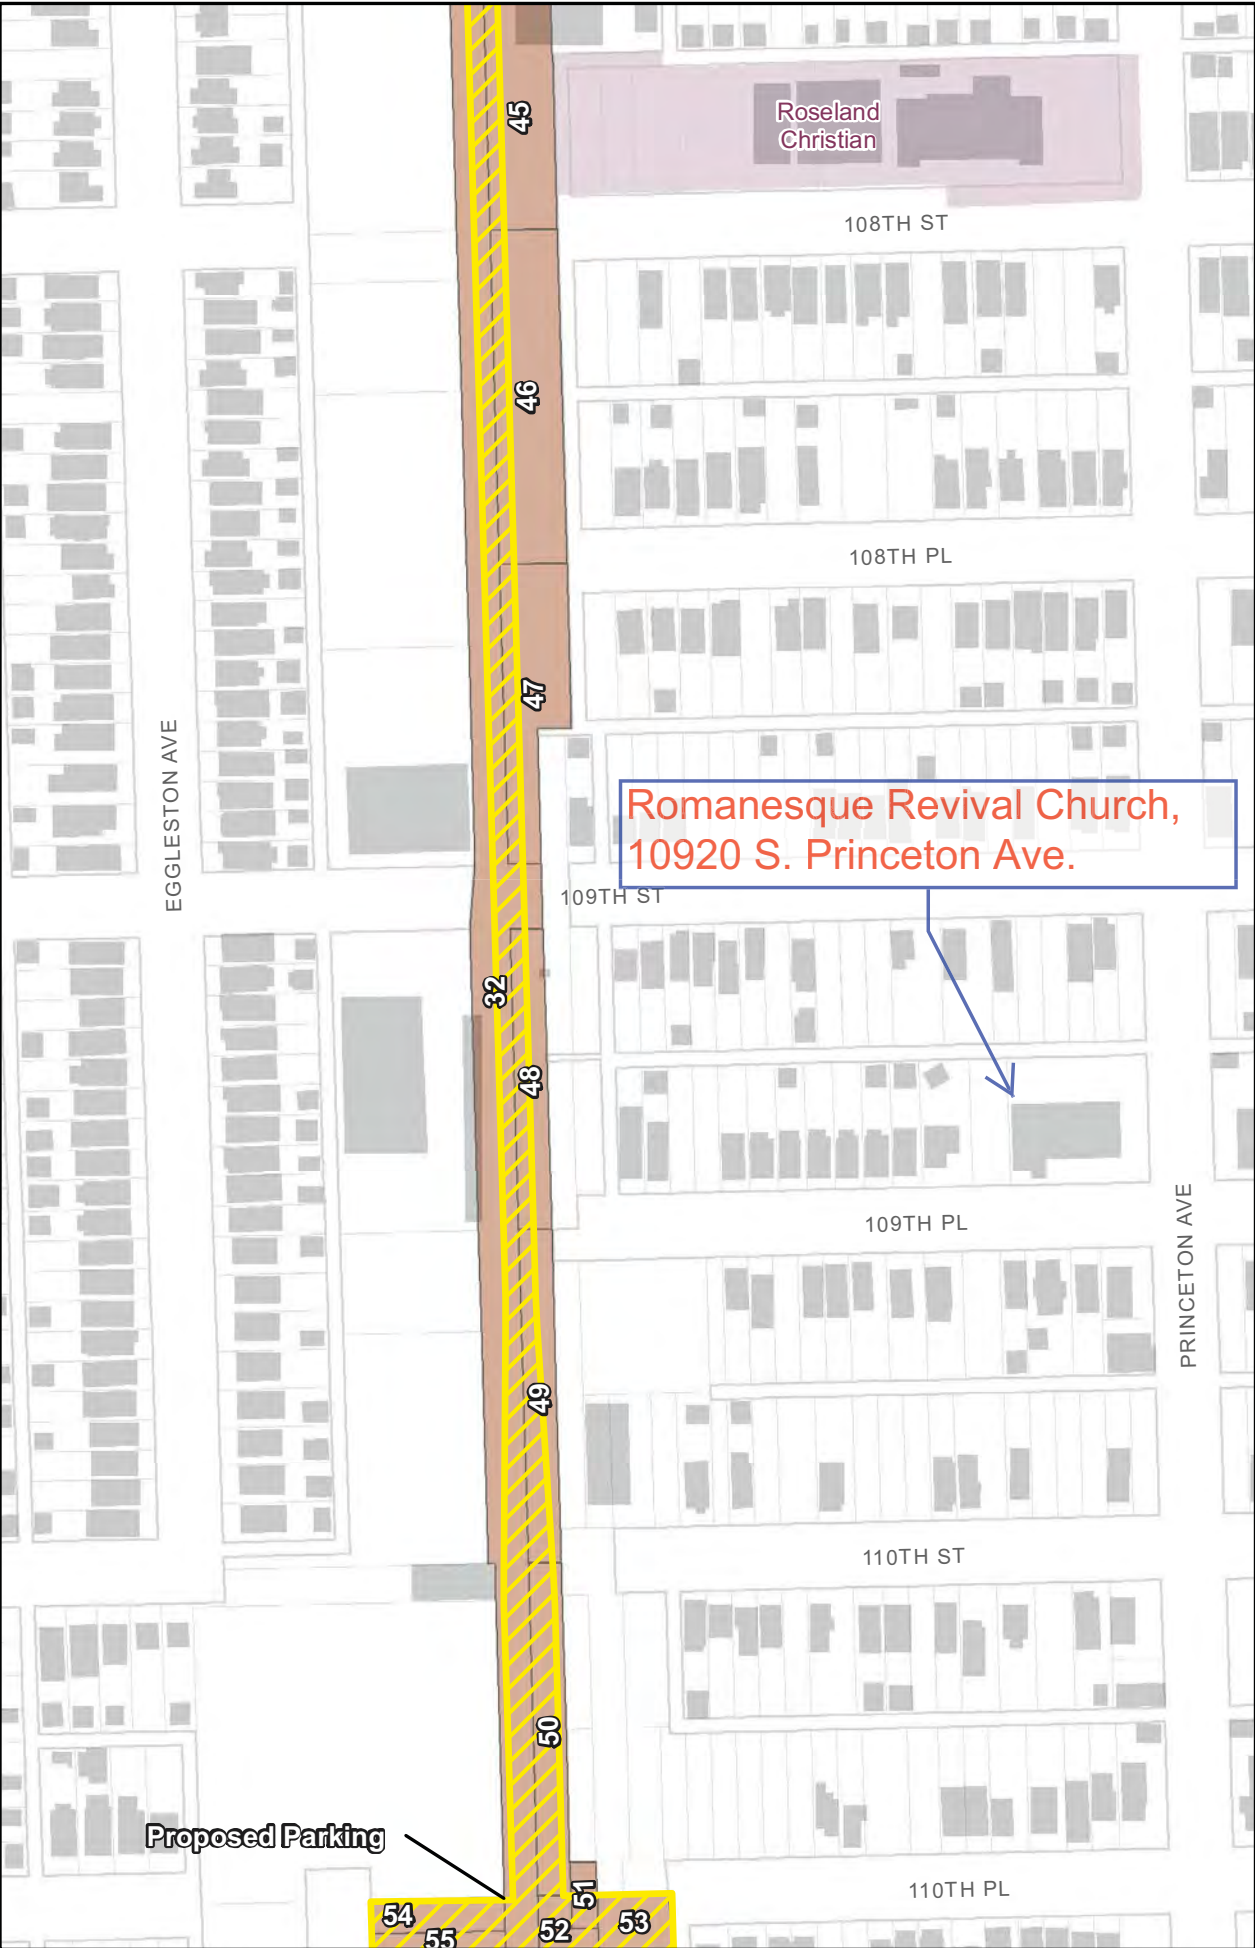 45
Roseland
Christian
108TH ST
46
108TH PL
47
EGGLESTON AVE
Romanesque Revival Church,
10920 S. Princeton Ave.
109TH ST
32
48
109TH PL
PRINCETON AVE
49
110TH ST
50
Proposed Parking
110TH PL
51
54
53
52
55